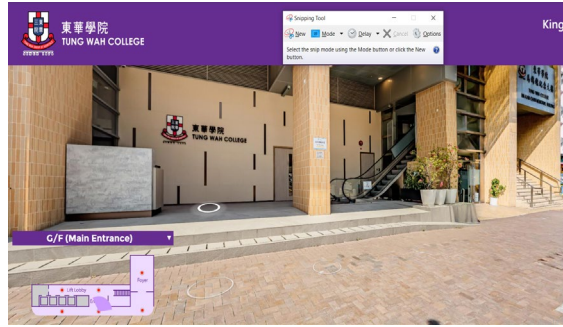 東華學院
TUNG WAH COLLEGE
Snipping Tool
New Mode Delay Cancel Options
Select the snip mode using the Mode button or click the New
button.
King
東華學院
TUNG WAH COLLEGE
G/F (Main Entrance)
Lift Lobby
Foyer